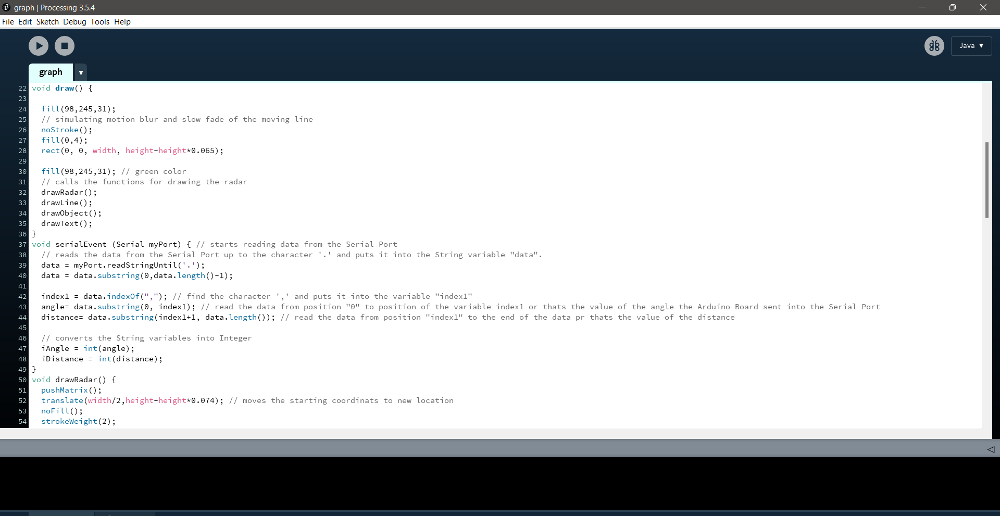 graph | Processing 3.5.4
File Edit Sketch Debug Tools Help
Java ▼
graph ▼
22 void draw() {
23
24 fill(98,245,31);
25 // simulating motion blur and slow fade of the moving line
26 noStroke();
27 fill(0,4);
28 rect(0, 0, width, height-height*0.065);
29
30 fill(98,245,31); // green color
31 // calls the functions for drawing the radar
32 drawRadar();
33 drawLine();
34 drawObject();
35 drawText();
36 }
37 void serialEvent (Serial myPort) { // starts reading data from the Serial Port
38 // reads the data from the Serial Port up to the character '.' and puts it into the String variable "data".
39 data = myPort.readStringUntil('.');
40 data = data.substring(0,data.length()-1);
41
42 index1 = data.indexOf(","); // find the character ',' and puts it into the variable "index1"
43 angle= data.substring(0, index1); // read the data from position "0" to position of the variable index1 or thats the value of the angle the Arduino Board sent into the Serial Port
44 distance= data.substring(index1+1, data.length()); // read the data from position "index1" to the end of the data pr thats the value of the distance
45
46 // converts the String variables into Integer
47 iAngle = int(angle);
48 iDistance = int(distance);
49 }
50 void drawRadar() {
51 pushMatrix();
52 translate(width/2,height-height*0.074); // moves the starting coordinats to new location
53 noFill();
54 strokeWeight(2);